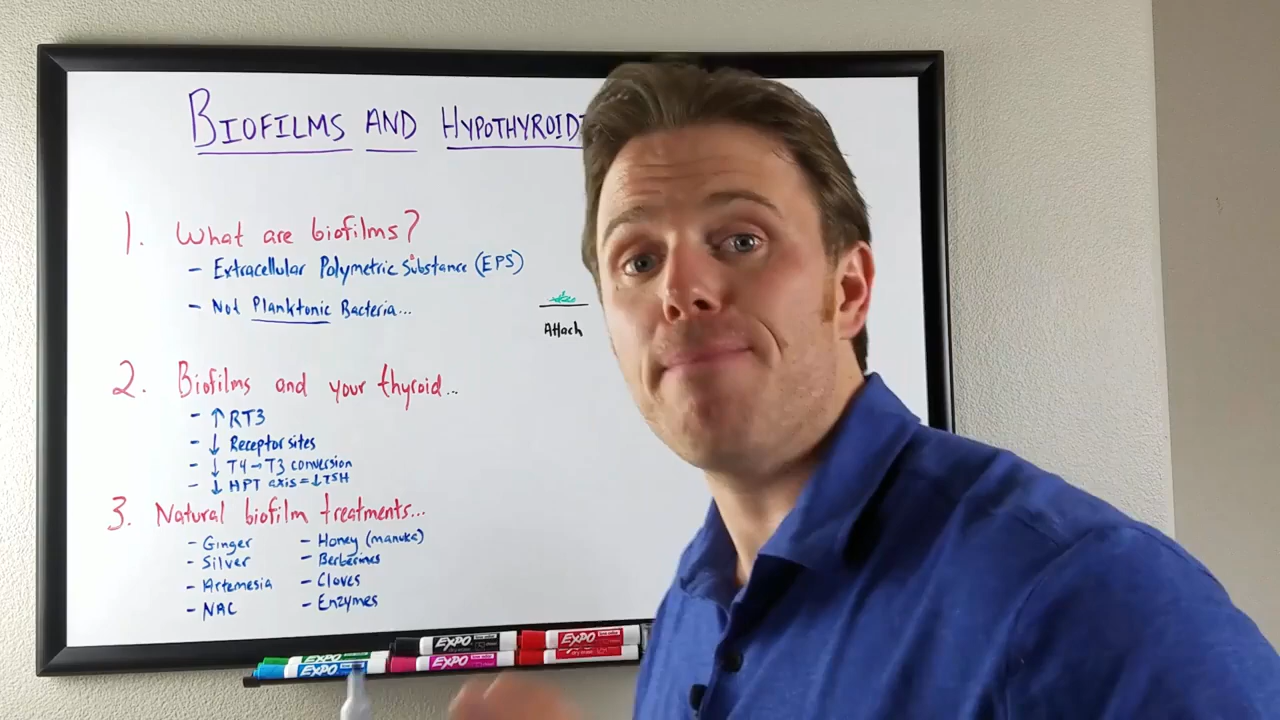 BIOFILMS AND HYPOTHYROID
1. What are biofilms?
- Extracellular Polymetric Substance (EPS)
- Not Planktonic Bacteria...
Attach
2. Biofilms and your thyroid...
- ↑ RT3
- ↓ Receptor sites
- ↓ T4→T3 conversion
- ↓ HPT axis = ↓TSH
3. Natural biofilm treatments...
- Ginger - Honey (manuka)
- Silver - Berberines
- Artemesia - Cloves
- NAC - Enzymes
EXPO EXPO
EXPO EXPO